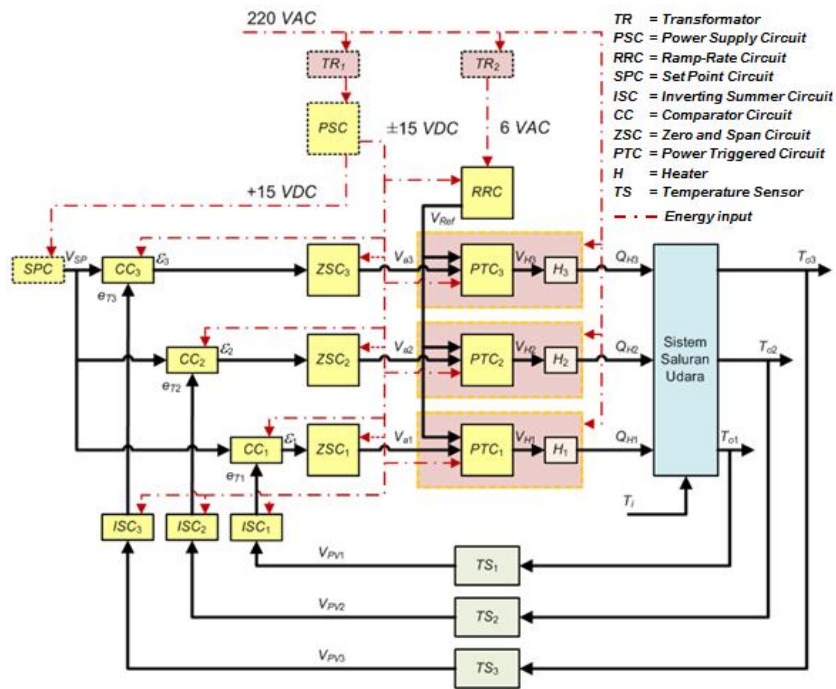 220 VAC
TR = Transformator
PSC = Power Supply Circuit
RRC = Ramp-Rate Circuit
SPC = Set Point Circuit
ISC = Inverting Summer Circuit
CC = Comparator Circuit
ZSC = Zero and Span Circuit
PTC = Power Triggered Circuit
H = Heater
TS = Temperature Sensor
Energy input
TR1
TR2
PSC
±15 VDC
6 VAC
+15 VDC
RRC
VRef
SPC
VSP
CC3
ε3
ZSC3
Va3
PTC3
VH3
H3
QH3
To3
eT3
CC2
ε2
ZSC2
Va2
PTC2
VH2
H2
QH2
Sistem
Saluran
Udara
To2
eT2
CC1
ε1
ZSC1
Va1
PTC1
VH1
H1
QH1
To1
eT1
Ti
ISC3
ISC2
ISC1
VPV1
TS1
VPV2
TS2
VPV3
TS3